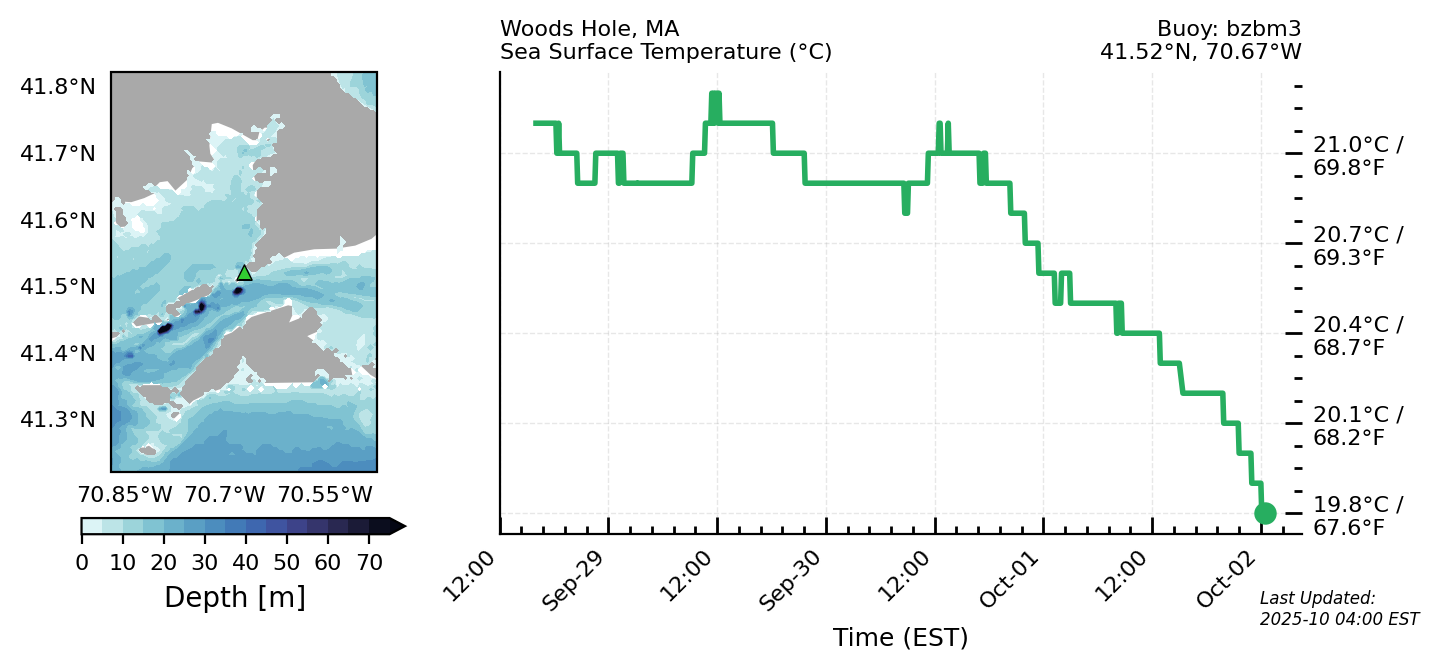 Woods Hole, MA
Sea Surface Temperature (°C)
Buoy: bzbm3
41.52°N, 70.67°W
41.8°N
41.7°N
41.6°N
41.5°N
41.4°N
41.3°N
70.85°W 70.7°W 70.55°W
0 10 20 30 40 50 60 70
Depth [m]
21.0°C /
69.8°F
20.7°C /
69.3°F
20.4°C /
68.7°F
20.1°C /
68.2°F
19.8°C /
67.6°F
12:00 Sep-29 12:00 Sep-30 12:00 Oct-01 12:00 Oct-02
Time (EST)
Last Updated:
2025-10 04:00 EST